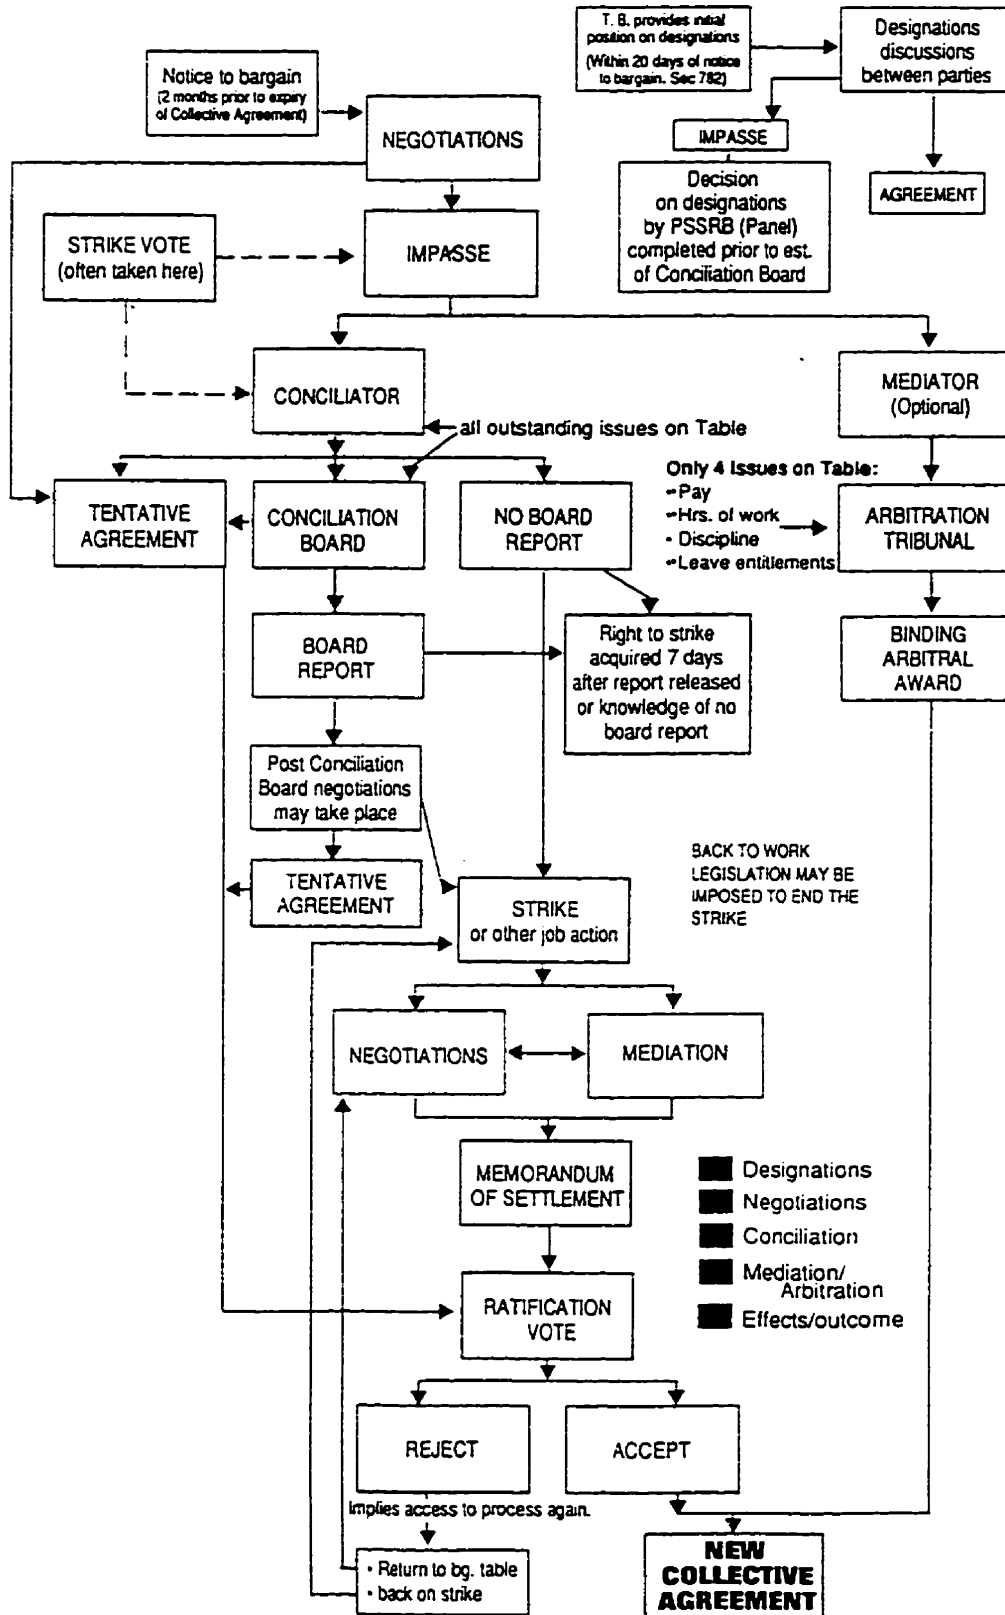 T. B. provides initial
position on designations
(Within 20 days of notice
to bargain. Sec 782)
Designations
discussions
between parties
Notice to bargain
(2 months prior to expiry
of Collective Agreement)
NEGOTIATIONS
IMPASSE
AGREEMENT
Decision
on designations
by PSSRB (Panel)
completed prior to est.
of Conciliation Board
STRIKE VOTE
(often taken here)
IMPASSE
CONCILIATOR
MEDIATOR
(Optional)
all outstanding issues on Table
Only 4 Issues on Table:
- Pay
- Hrs. of work
- Discipline
- Leave entitlements
TENTATIVE
AGREEMENT
CONCILIATION
BOARD
NO BOARD
REPORT
ARBITRATION
TRIBUNAL
BOARD
REPORT
Right to strike
acquired 7 days
after report released
or knowledge of no
board report
BINDING
ARBITRAL
AWARD
Post Conciliation
Board negotiations
may take place
TENTATIVE
AGREEMENT
STRIKE
or other job action
BACK TO WORK
LEGISLATION MAY BE
IMPOSED TO END THE
STRIKE
NEGOTIATIONS
MEDIATION
MEMORANDUM
OF SETTLEMENT
Designations
Negotiations
Conciliation
Mediation/
Arbitration
Effects/outcome
RATIFICATION
VOTE
REJECT
ACCEPT
Implies access to process again.
• Return to bg. table
• back on strike
NEW
COLLECTIVE
AGREEMENT